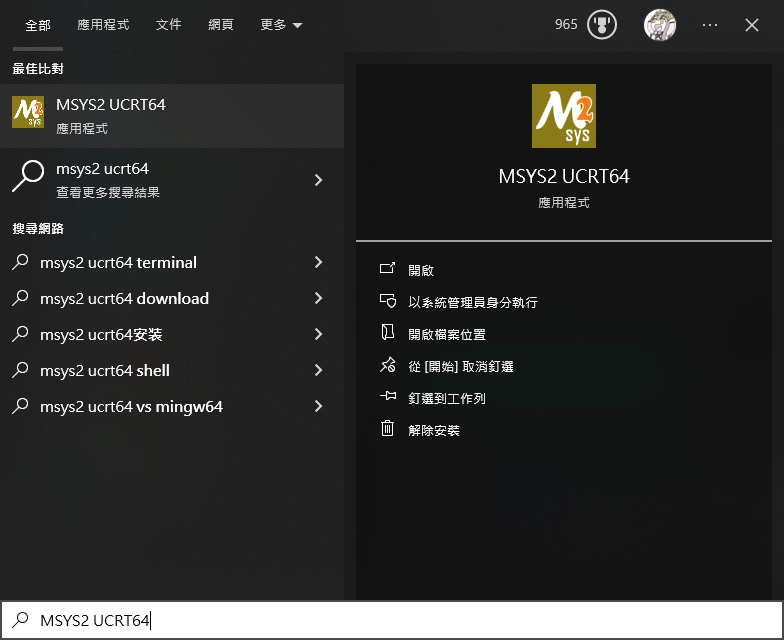 全部 應用程式 文件 網頁 更多 965 ...
最佳比對
M2 sys
MSYS2 UCRT64
應用程式
msys2 ucrt64
查看更多搜尋結果
搜尋網路
msys2 ucrt64 terminal
msys2 ucrt64 download
msys2 ucrt64安装
msys2 ucrt64 shell
msys2 ucrt64 vs mingw64
M2 sys
MSYS2 UCRT64
應用程式
開啟
以系統管理員身分執行
開啟檔案位置
從 [開始] 取消釘選
釘選到工作列
解除安裝
MSYS2 UCRT64